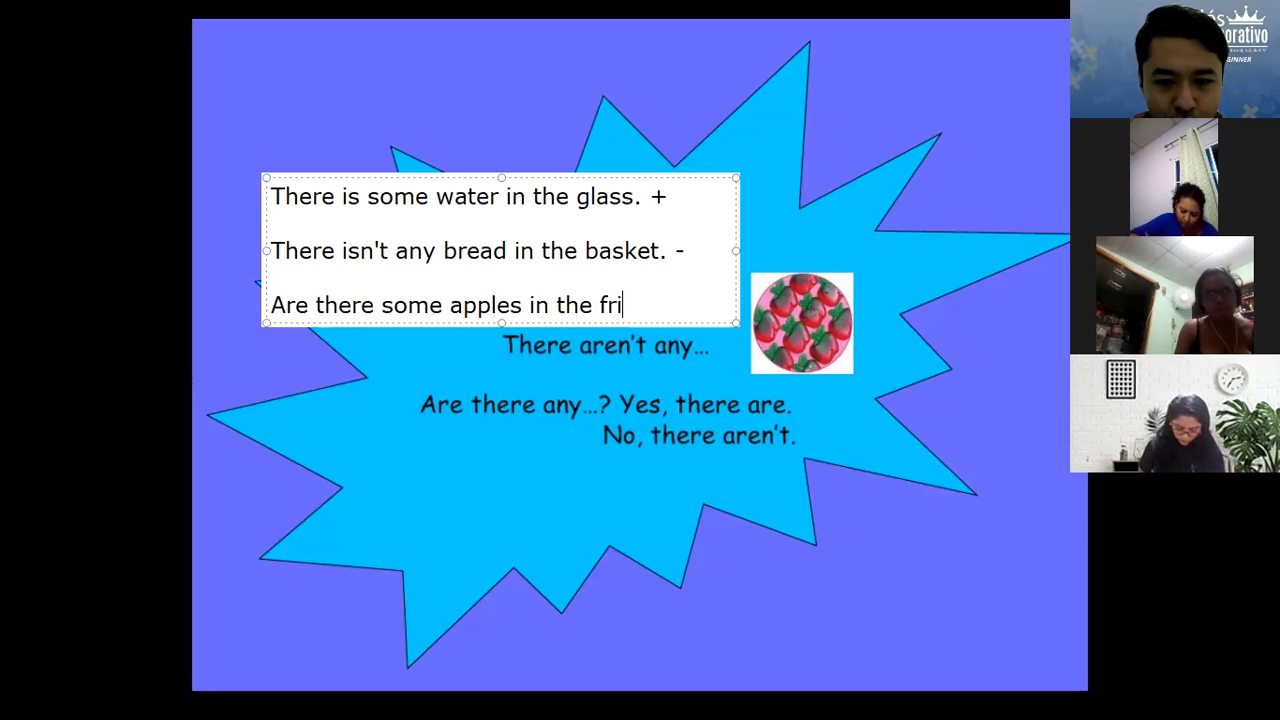 There is some water in the glass. +
There isn't any bread in the basket. -
Are there some apples in the fri
There aren't any...
Are there any...? Yes, there are.
No, there aren't.